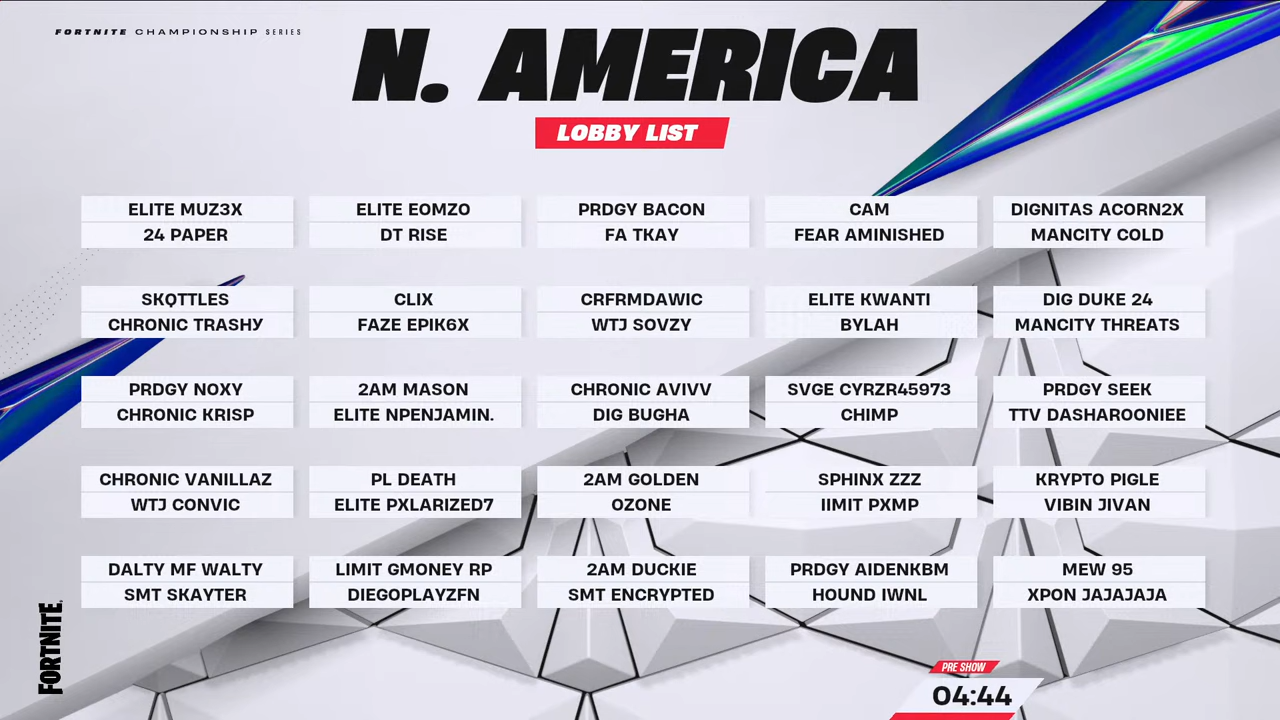 FORTNITE CHAMPIONSHIP SERIES
N. AMERICA
LOBBY LIST
ELITE MUZ3X
24 PAPER
ELITE EOMZO
DT RISE
PRDGY BACON
FA TKAY
CAM
FEAR AMINISHED
DIGNITAS ACORN2X
MANCITY COLD
SKQTTLES
CHRONIC TRASHY
CLIX
FAZE EPIK6X
CRFRMDAWIC
WTJ SOVZY
ELITE KWANTI
BYLAH
DIG DUKE 24
MANCITY THREATS
PRDGY NOXY
CHRONIC KRISP
2AM MASON
ELITE NPENJAMIN.
CHRONIC AVIVV
DIG BUGHA
SVGE CYRZR45973
CHIMP
PRDGY SEEK
TTV DASHAROONIEE
CHRONIC VANILLAZ
WTJ CONVIC
PL DEATH
ELITE PXLARIZED7
2AM GOLDEN
OZONE
SPHINX ZZZ
IIMIT PXMP
KRYPTO PIGLE
VIBIN JIVAN
DALTY MF WALTY
SMT SKAYTER
LIMIT GMONEY RP
DIEGOPLAYZFN
2AM DUCKIE
SMT ENCRYPTED
PRDGY AIDENKBM
HOUND IWNL
MEW 95
XPON JAJAJAJA
FORTNITE
PRE SHOW
04:44